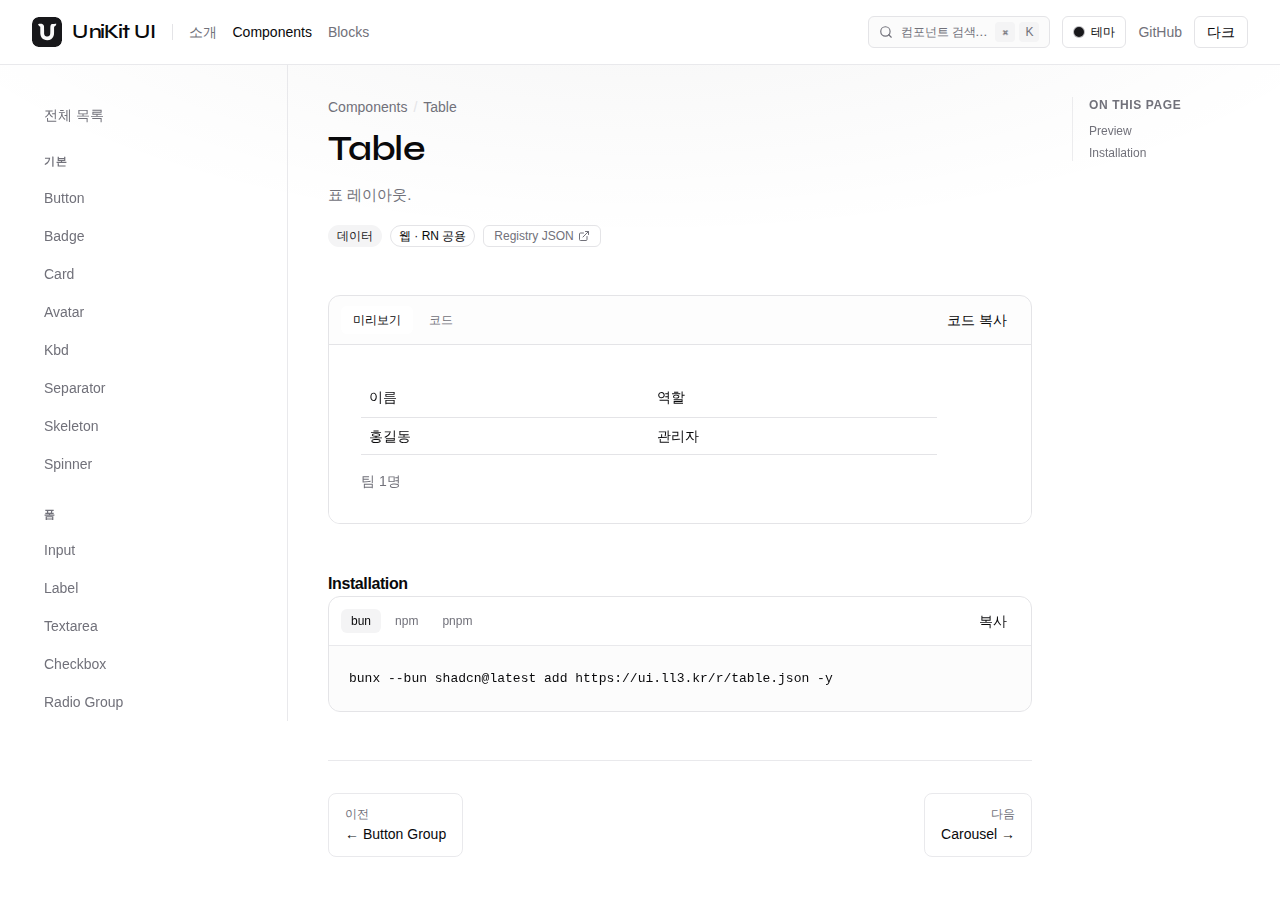 UniKit UI
소개
Components
Blocks
컴포넌트 검색…
⌘ K
테마
GitHub
다크
전체 목록
기본
Button
Badge
Card
Avatar
Kbd
Separator
Skeleton
Spinner
폼
Input
Label
Textarea
Checkbox
Radio Group
Components / Table
Table
표 레이아웃.
데이터
웹 · RN 공용
Registry JSON
미리보기
코드
코드 복사
이름 역할
홍길동 관리자
팀 1명
Installation
bun
npm
pnpm
복사
bunx --bun shadcn@latest add https://ui.ll3.kr/r/table.json -y
이전
← Button Group
다음
Carousel →
ON THIS PAGE
Preview
Installation